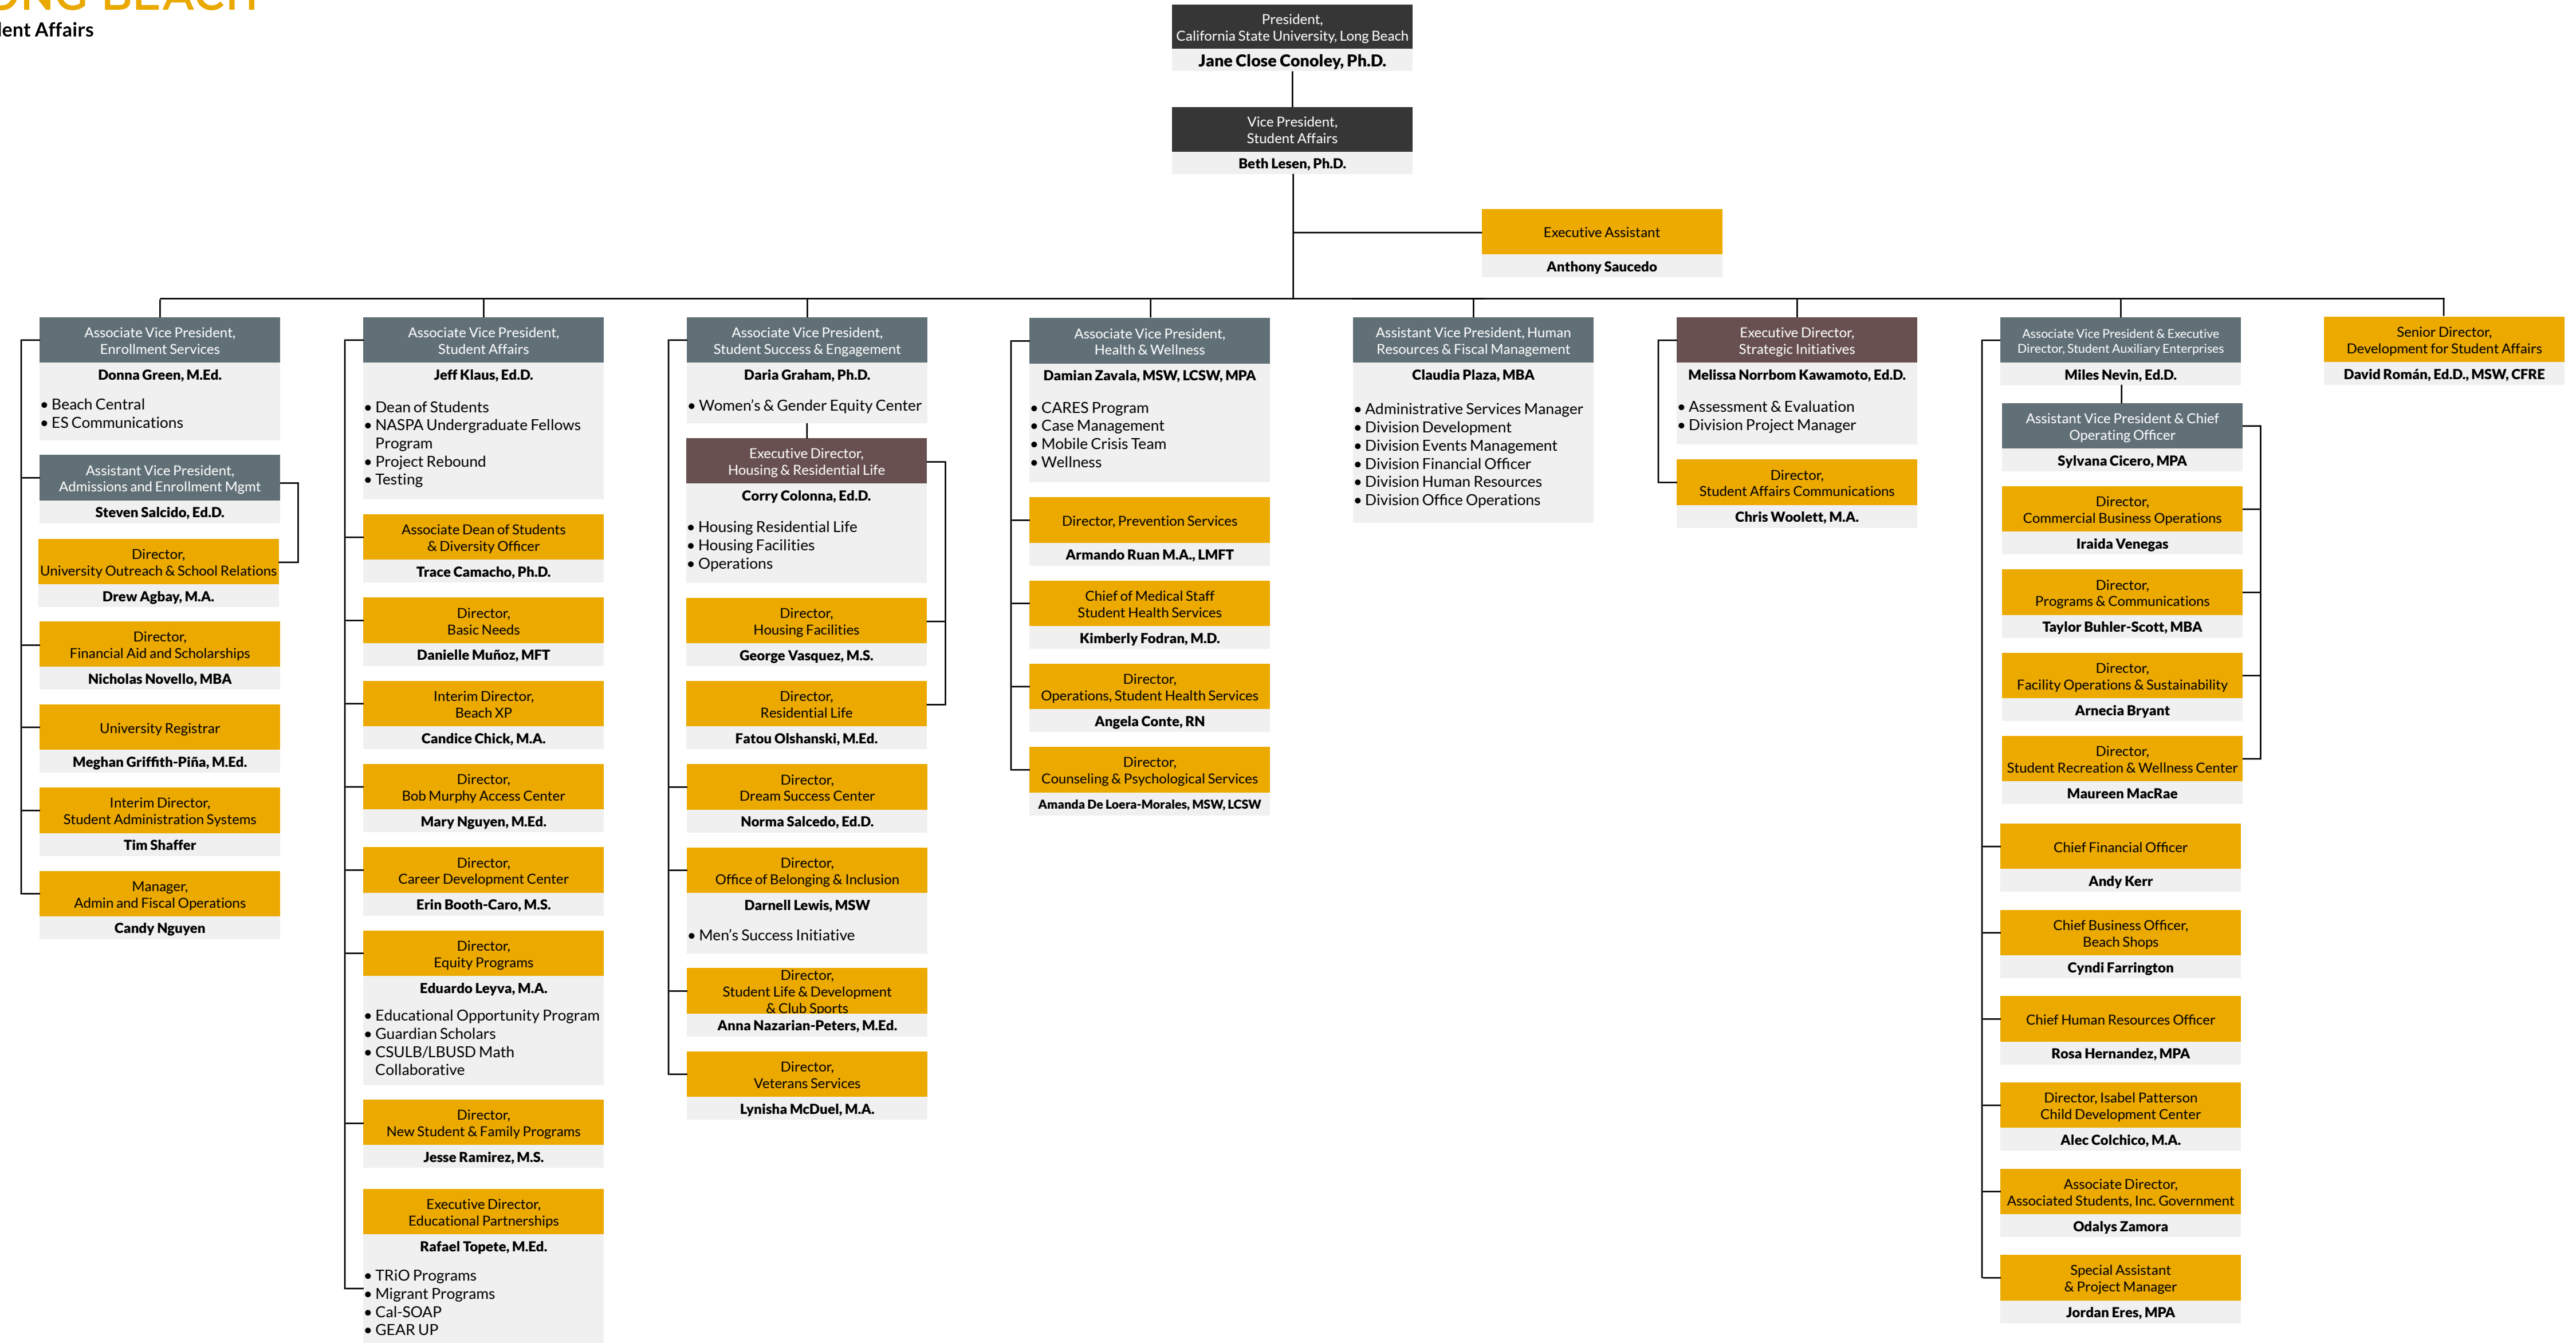 ONG BEACH
lent Affairs
President,
California State University, Long Beach
Jane Close Conoley, Ph.D.
Vice President,
Student Affairs
Beth Lesen, Ph.D.
Executive Assistant
Anthony Saucedo
Associate Vice President,
Enrollment Services
Donna Green, M.Ed.
• Beach Central
• ES Communications
Assistant Vice President,
Admissions and Enrollment Mgmt
Steven Salcido, Ed.D.
Director,
University Outreach & School Relations
Drew Agbay, M.A.
Director,
Financial Aid and Scholarships
Nicholas Novello, MBA
University Registrar
Meghan Griffith-Piña, M.Ed.
Interim Director,
Student Administration Systems
Tim Shaffer
Manager,
Admin and Fiscal Operations
Candy Nguyen
Associate Vice President,
Student Affairs
Jeff Klaus, Ed.D.
• Dean of Students
• NASPA Undergraduate Fellows
Program
• Project Rebound
• Testing
Associate Dean of Students
& Diversity Officer
Trace Camacho, Ph.D.
Director,
Basic Needs
Danielle Muñoz, MFT
Interim Director,
Beach XP
Candice Chick, M.A.
Director,
Bob Murphy Access Center
Mary Nguyen, M.Ed.
Director,
Career Development Center
Erin Booth-Caro, M.S.
Director,
Equity Programs
Eduardo Leyva, M.A.
• Educational Opportunity Program
• Guardian Scholars
• CSULB/LBUSD Math
Collaborative
Director,
New Student & Family Programs
Jesse Ramirez, M.S.
Executive Director,
Educational Partnerships
Rafael Topete, M.Ed.
• TRiO Programs
• Migrant Programs
• Cal-SOAP
• GEAR UP
Associate Vice President,
Student Success & Engagement
Daria Graham, Ph.D.
• Women’s & Gender Equity Center
Executive Director,
Housing & Residential Life
Corry Colonna, Ed.D.
• Housing Residential Life
• Housing Facilities
• Operations
Director,
Housing Facilities
George Vasquez, M.S.
Director,
Residential Life
Fatou Olshanski, M.Ed.
Director,
Dream Success Center
Norma Salcedo, Ed.D.
Director,
Office of Belonging & Inclusion
Darnell Lewis, MSW
• Men’s Success Initiative
Director,
Student Life & Development
& Club Sports
Anna Nazarian-Peters, M.Ed.
Director,
Veterans Services
Lynisha McDuel, M.A.
Associate Vice President,
Health & Wellness
Damian Zavala, MSW, LCSW, MPA
• CARES Program
• Case Management
• Mobile Crisis Team
• Wellness
Director, Prevention Services
Armando Ruan M.A., LMFT
Chief of Medical Staff
Student Health Services
Kimberly Fodran, M.D.
Director,
Operations, Student Health Services
Angela Conte, RN
Director,
Counseling & Psychological Services
Amanda De Loera-Morales, MSW, LCSW
Assistant Vice President, Human
Resources & Fiscal Management
Claudia Plaza, MBA
• Administrative Services Manager
• Division Development
• Division Events Management
• Division Financial Officer
• Division Human Resources
• Division Office Operations
Executive Director,
Strategic Initiatives
Melissa Norrbom Kawamoto, Ed.D.
• Assessment & Evaluation
• Division Project Manager
Director,
Student Affairs Communications
Chris Woolett, M.A.
Associate Vice President & Executive
Director, Student Auxiliary Enterprises
Miles Nevin, Ed.D.
Assistant Vice President & Chief
Operating Officer
Sylvana Cicero, MPA
Director,
Commercial Business Operations
Iraida Venegas
Director,
Programs & Communications
Taylor Buhler-Scott, MBA
Director,
Facility Operations & Sustainability
Arnecia Bryant
Director,
Student Recreation & Wellness Center
Maureen MacRae
Chief Financial Officer
Andy Kerr
Chief Business Officer,
Beach Shops
Cyndi Farrington
Chief Human Resources Officer
Rosa Hernandez, MPA
Director, Isabel Patterson
Child Development Center
Alec Colchico, M.A.
Associate Director,
Associated Students, Inc. Government
Odalys Zamora
Special Assistant
& Project Manager
Jordan Eres, MPA
Senior Director,
Development for Student Affairs
David Román, Ed.D., MSW, CFRE